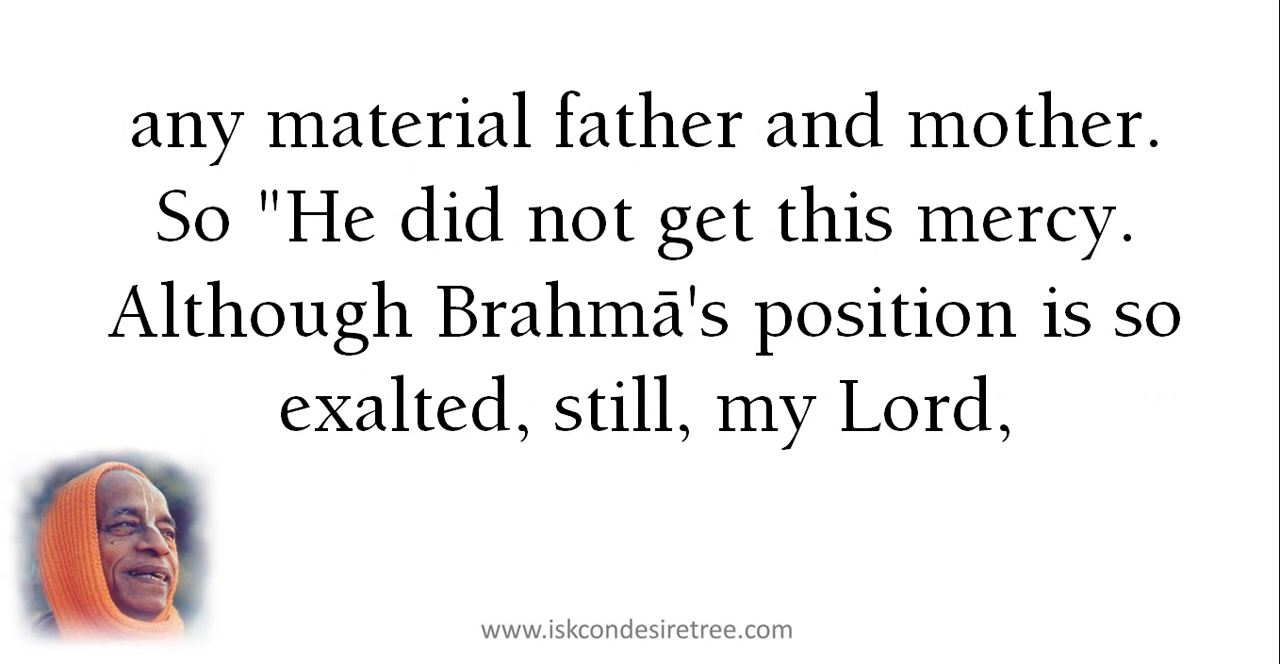 any material father and mother.
So "He did not get this mercy.
Although Brahmā's position is so
exalted, still, my Lord,
www.iskcondesiretree.com